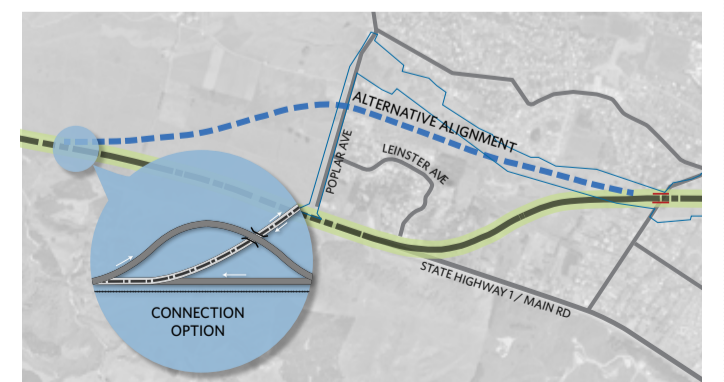 ALTERNATIVE ALIGNMENT
POPLAR AVE
LEINSTER AVE
STATE HIGHWAY 1 / MAIN RD
CONNECTION
OPTION